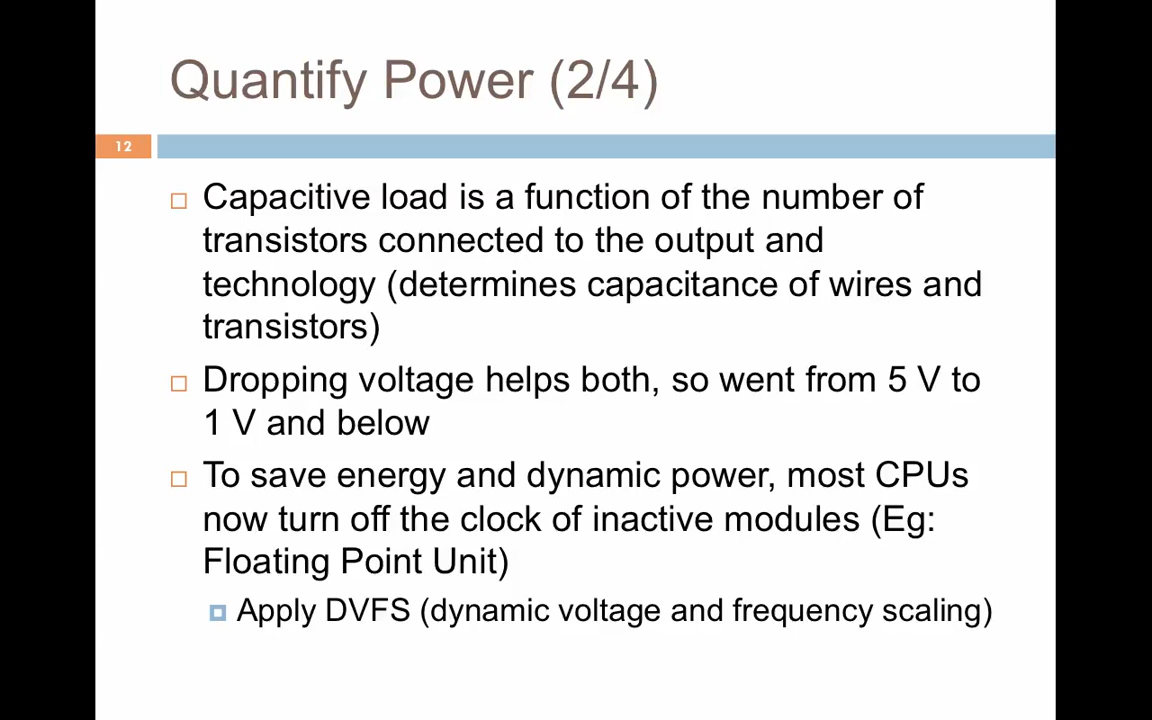 Quantify Power (2/4)
12
Capacitive load is a function of the number of
transistors connected to the output and
technology (determines capacitance of wires and
transistors)
Dropping voltage helps both, so went from 5 V to
1 V and below
To save energy and dynamic power, most CPUs
now turn off the clock of inactive modules (Eg:
Floating Point Unit)
Apply DVFS (dynamic voltage and frequency scaling)